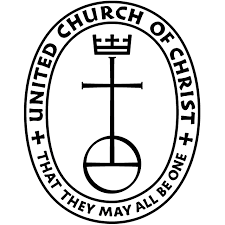 UNITED CHURCH OF CHRIST
THAT THEY MAY ALL BE ONE